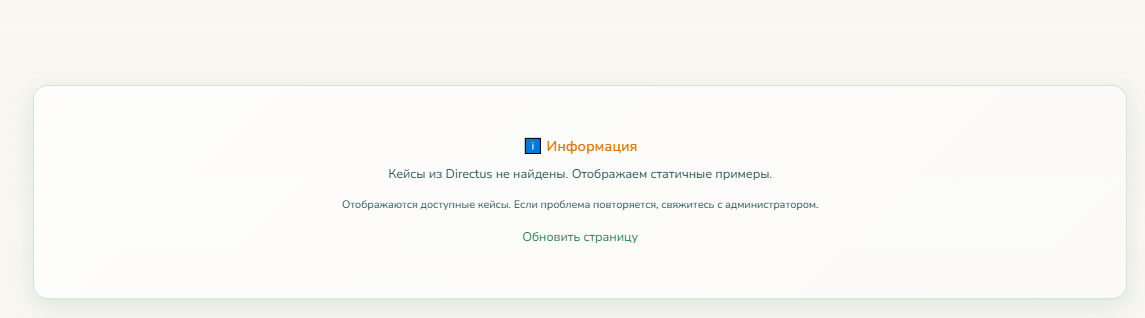 ℹ️ Информация
Кейсы из Directus не найдены. Отображаем статичные примеры.
Отображаются доступные кейсы. Если проблема повторяется, свяжитесь с администратором.
Обновить страницу